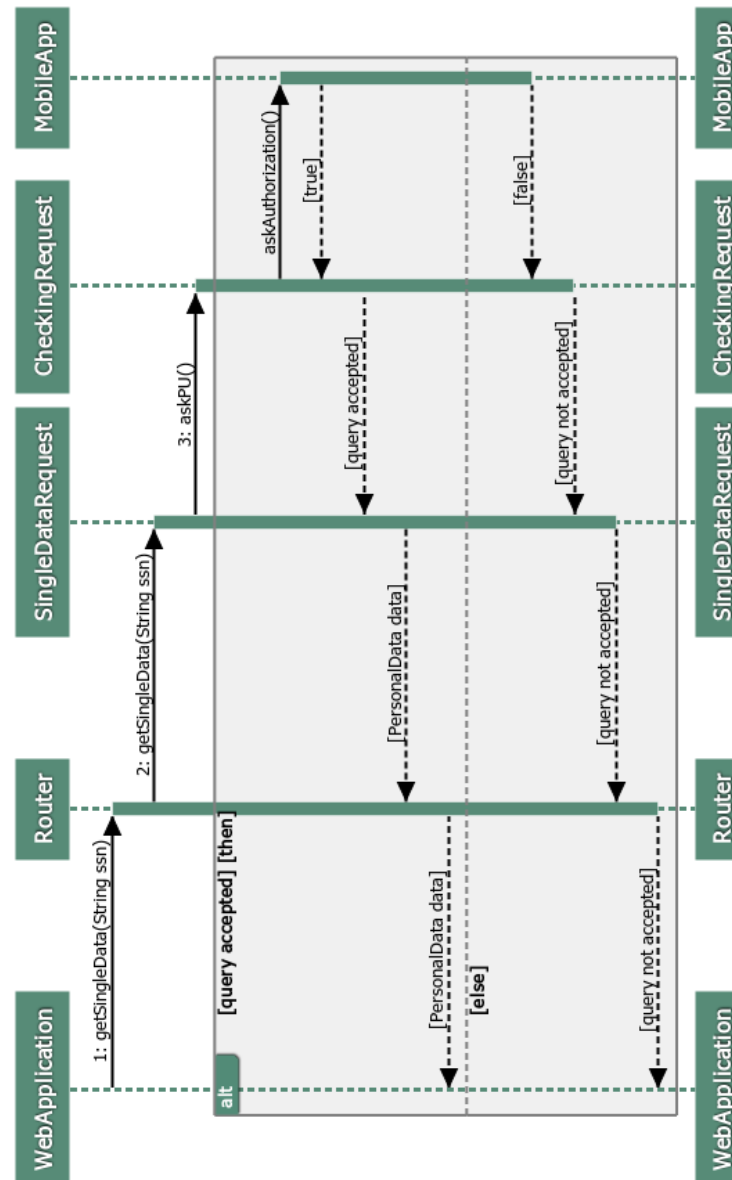 WebApplication
Router
SingleDataRequest
CheckingRequest
MobileApp
1: getSingleData(String ssn)
2: getSingleData(String ssn)
3: askPU()
alt
[query accepted] [then]
askAuthorization()
[true]
[query accepted]
[PersonalData data]
[PersonalData data]
[else]
[false]
[query not accepted]
[query not accepted]
[query not accepted]
WebApplication
Router
SingleDataRequest
CheckingRequest
MobileApp